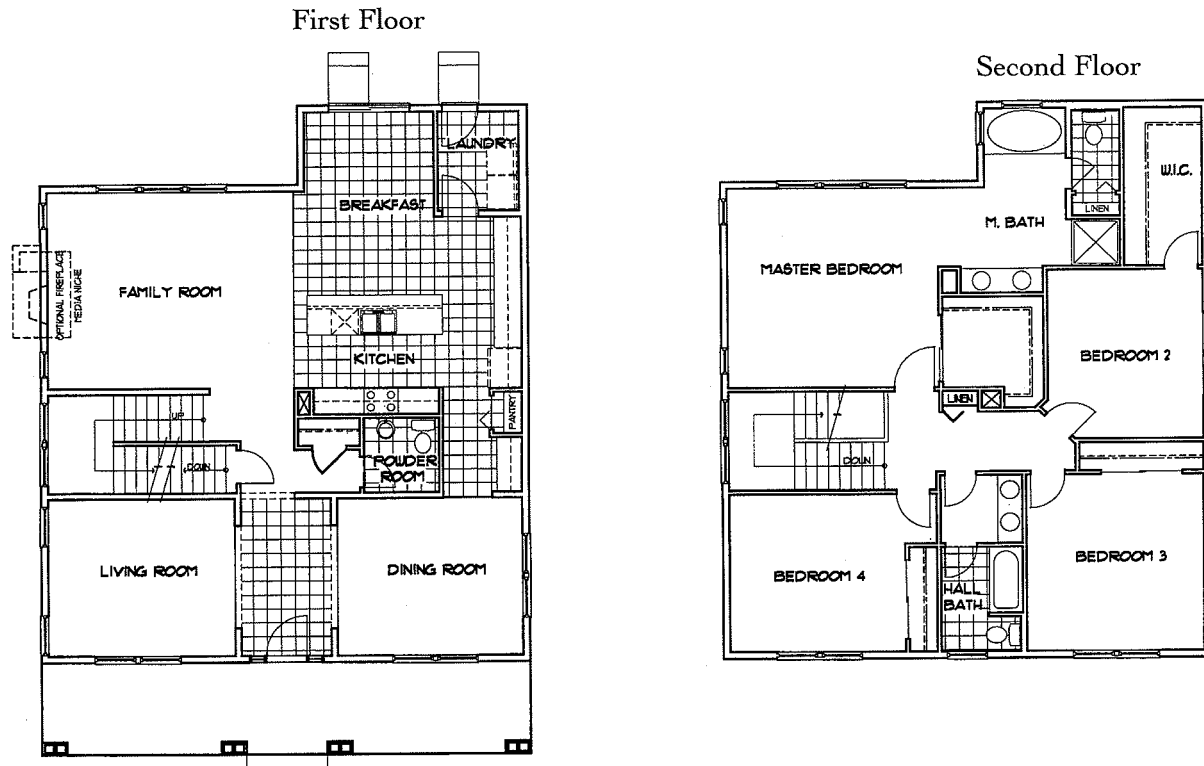 First Floor
LAUNDRY
BREAKFAST
FAMILY ROOM
OPTIONAL FIREPLACE
MEDIA NICHE
KITCHEN
PANTRY
UP
DOWN
POWDER
ROOM
LIVING ROOM
DINING ROOM
Second Floor
W.I.C.
LINEN
M. BATH
MASTER BEDROOM
BEDROOM 2
LINEN
DOWN
BEDROOM 3
BEDROOM 4
HALL
BATH